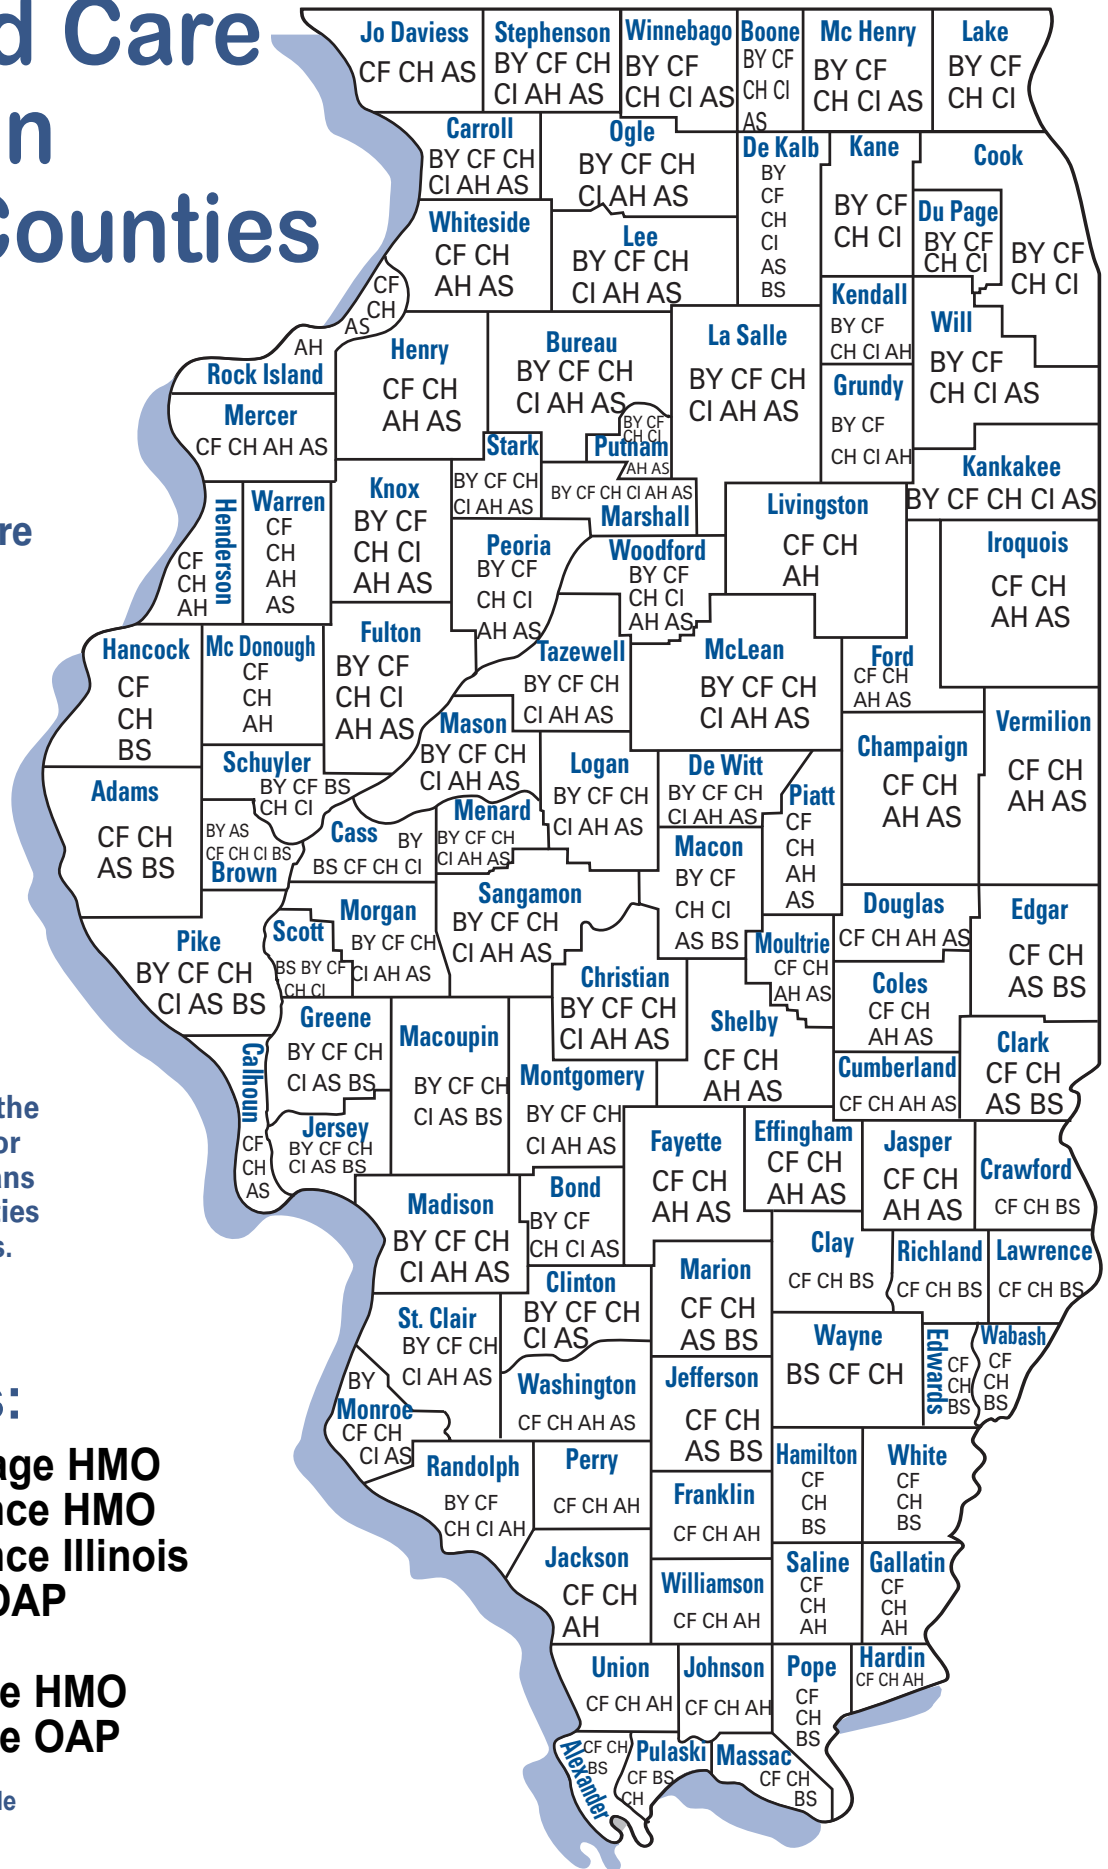 d Care
n
Counties
Jo Daviess
CF CH AS
Stephenson
BY CF CH
CI AH AS
Winnebago
BY CF
CH CI AS
Boone
BY CF
CH CI
AS
Mc Henry
BY CF
CH CI AS
Lake
BY CF
CH CI
Carroll
BY CF CH
CI AH AS
Ogle
BY CF CH
CI AH AS
De Kalb
BY
CF
CH
CI
AS
BS
Kane
BY CF
CH CI
Cook
BY CF
CH CI
Du Page
BY CF
CH CI
Whiteside
CF CH
AH AS
Lee
BY CF CH
CI AH AS
CF
CH
AS
AH
Rock Island
Henry
CF CH
AH AS
Bureau
BY CF CH
CI AH AS
La Salle
BY CF CH
CI AH AS
Kendall
BY CF
CH CI AH
Will
BY CF
CH CI AS
Grundy
BY CF
CH CI AH
Mercer
CF CH AH AS
Stark
BY CF CH
CI AH AS
BY CF
CH CI
Putnam
AH AS
BY CF CH CI AH AS
Marshall
Kankakee
BY CF CH CI AS
re
Henderson
CF
CH
AH
Warren
CF
CH
AH
AS
Knox
BY CF
CH CI
AH AS
Peoria
BY CF
CH CI
AH AS
Woodford
BY CF
CH CI
AH AS
Livingston
CF CH
AH
Iroquois
CF CH
AH AS
Hancock
CF
CH
BS
Mc Donough
CF
CH
AH
Fulton
BY CF
CH CI
AH AS
Tazewell
BY CF CH
CI AH AS
McLean
BY CF CH
CI AH AS
Ford
CF CH
AH AS
Vermilion
CF CH
AH AS
Champaign
CF CH
AH AS
Mason
BY CF CH
CI AH AS
Schuyler
BY CF BS
CH CI
Logan
BY CF CH
CI AH AS
De Witt
BY CF CH
CI AH AS
Piatt
CF
CH
AH
AS
Adams
CF CH
AS BS
BY AS
CF CH CI BS
Brown
Cass
BY
BS CF CH CI
Menard
BY CF CH
CI AH AS
Macon
BY CF
CH CI
AS BS
Sangamon
BY CF CH
CI AH AS
Douglas
CF CH AH AS
Edgar
CF CH
AS BS
Pike
BY CF CH
CI AS BS
Scott
BS BY CF
CH CI
Morgan
BY CF CH
CI AH AS
Christian
BY CF CH
CI AH AS
Moultrie
CF CH
AH AS
Coles
CF CH
AH AS
Greene
BY CF CH
CI AS BS
Macoupin
BY CF CH
CI AS BS
Shelby
CF CH
AH AS
Clark
CF CH
AS BS
Cumberland
CF CH AH AS
Calhoun
CF
CH
AS
Montgomery
BY CF CH
CI AH AS
the
or
ans
ties
s.
Jersey
BY CF CH
CI AS BS
Fayette
CF CH
AH AS
Effingham
CF CH
AH AS
Jasper
CF CH
AH AS
Crawford
CF CH BS
Madison
BY CF CH
CI AH AS
Bond
BY CF
CH CI AS
Clay
CF CH BS
Richland
CF CH BS
Lawrence
CF CH BS
Clinton
BY CF CH
CI AS
Marion
CF CH
AS BS
St. Clair
BY CF CH
CI AH AS
Wayne
BS CF CH
Edwards
CF
CH
BS
Wabash
CF
CH
BS
Washington
CF CH AH AS
Jefferson
CF CH
AS BS
BY
Monroe
CF CH
CI AS
s:
age HMO
nce HMO
nce Illinois
OAP
e HMO
e OAP
le
Randolph
BY CF
CH CI AH
Perry
CF CH AH
Hamilton
CF
CH
BS
White
CF
CH
BS
Franklin
CF CH AH
Jackson
CF CH
AH
Williamson
CF CH AH
Saline
CF
CH
AH
Gallatin
CF
CH
AH
Union
CF CH AH
Johnson
CF CH AH
Pope
CF
CH
BS
Hardin
CF CH AH
Alexander
CF CH
BS
Pulaski
CF BS
CH
Massac
CF CH
BS